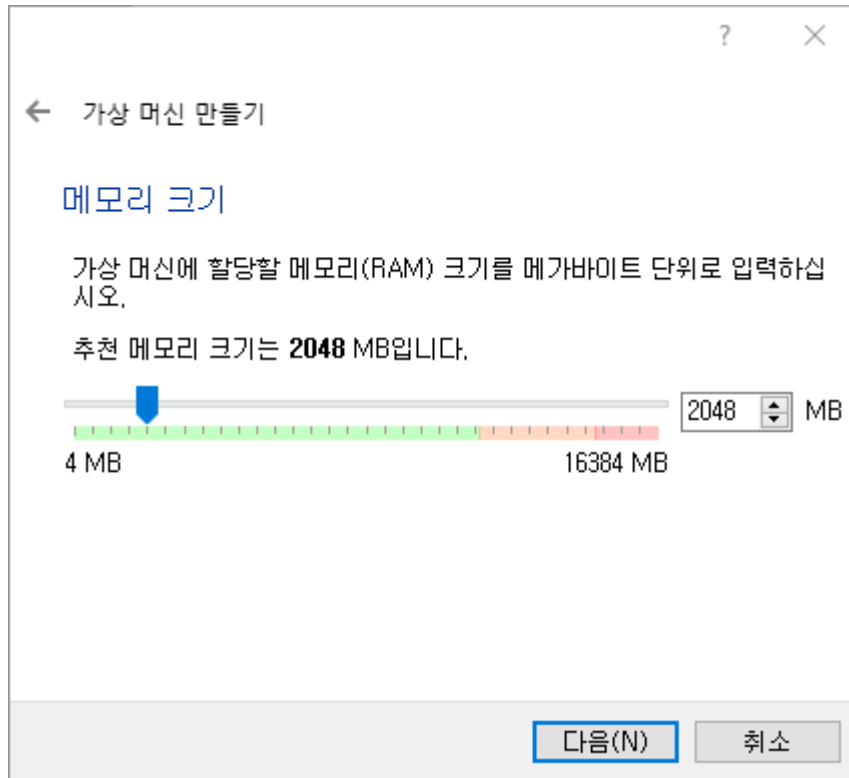 ?
가상 머신 만들기
메모리 크기
가상 머신에 할당할 메모리(RAM) 크기를 메가바이트 단위로 입력하십
시오.
추천 메모리 크기는 2048 MB입니다.
2048 MB
4 MB 16384 MB
다음(N) 취소